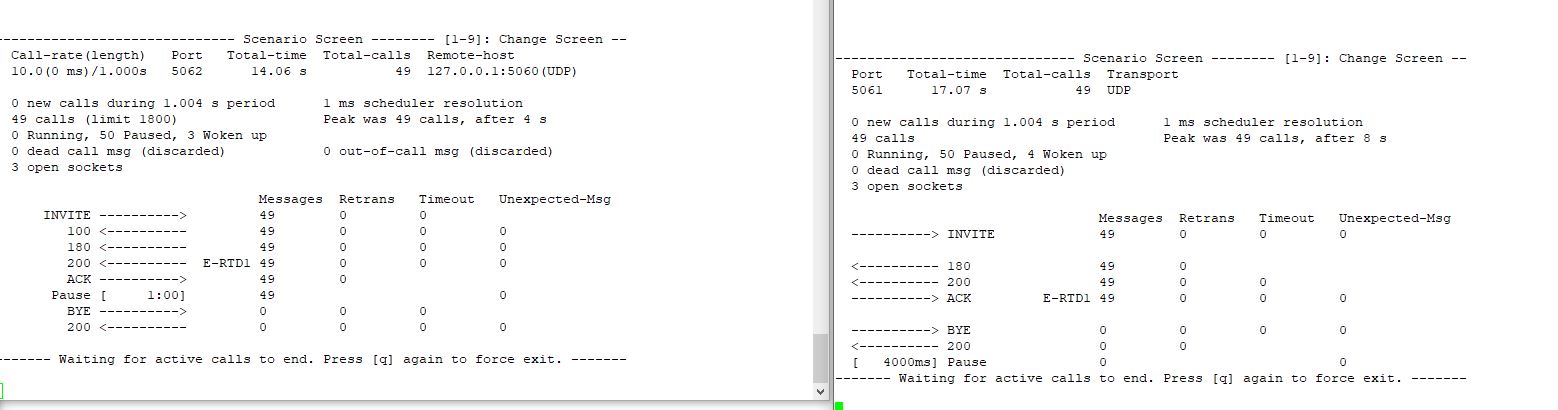 ----------------------------- Scenario Screen -------- [1-9]: Change Screen --
Call-rate(length)   Port   Total-time  Total-calls  Remote-host
10.0(0 ms)/1.000s   5062      14.06 s           49  127.0.0.1:5060(UDP)
0 new calls during 1.004 s period      1 ms scheduler resolution
49 calls (limit 1800)                  Peak was 49 calls, after 4 s
0 Running, 50 Paused, 3 Woken up
0 dead call msg (discarded)            0 out-of-call msg (discarded)
3 open sockets
                               Messages  Retrans   Timeout   Unexpected-Msg
    INVITE ---------->         49        0         0
       100 <----------         49        0         0         0
       180 <----------         49        0         0         0
       200 <----------  E-RTD1 49        0         0         0
       ACK ---------->         49        0
     Pause [     1:00]         49                            0
       BYE ---------->         0         0         0
       200 <----------         0         0         0         0
------- Waiting for active calls to end. Press [q] again to force exit. -------
------------------------------ Scenario Screen -------- [1-9]: Change Screen --
Port   Total-time  Total-calls  Transport
5061      17.07 s           49  UDP
0 new calls during 1.004 s period      1 ms scheduler resolution
49 calls                               Peak was 49 calls, after 8 s
0 Running, 50 Paused, 4 Woken up
0 dead call msg (discarded)
3 open sockets
                               Messages  Retrans   Timeout   Unexpected-Msg
----------> INVITE             49        0         0         0
<---------- 180                49        0
<---------- 200                49        0         0
----------> ACK         E-RTD1 49        0         0         0
----------> BYE                0         0         0         0
<---------- 200                0         0
[   4000ms] Pause              0                             0
------- Waiting for active calls to end. Press [q] again to force exit. -------